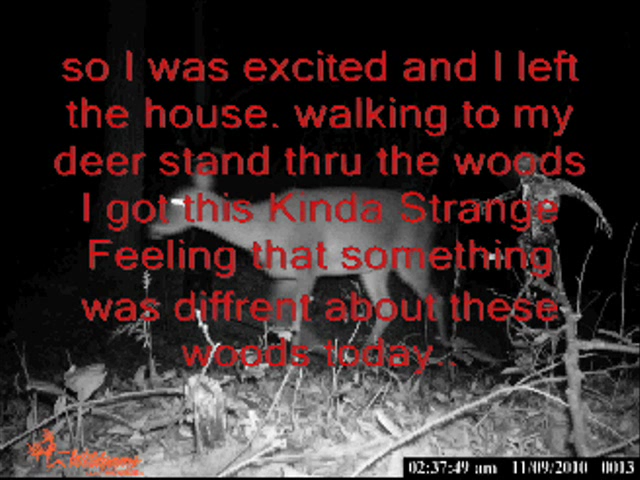 so I was excited and I left
the house. walking to my
deer stand thru the woods
I got this Kinda Strange
Feeling that something
was diffrent about these
woods today..
02:37:49 am 11/09/2010 0013